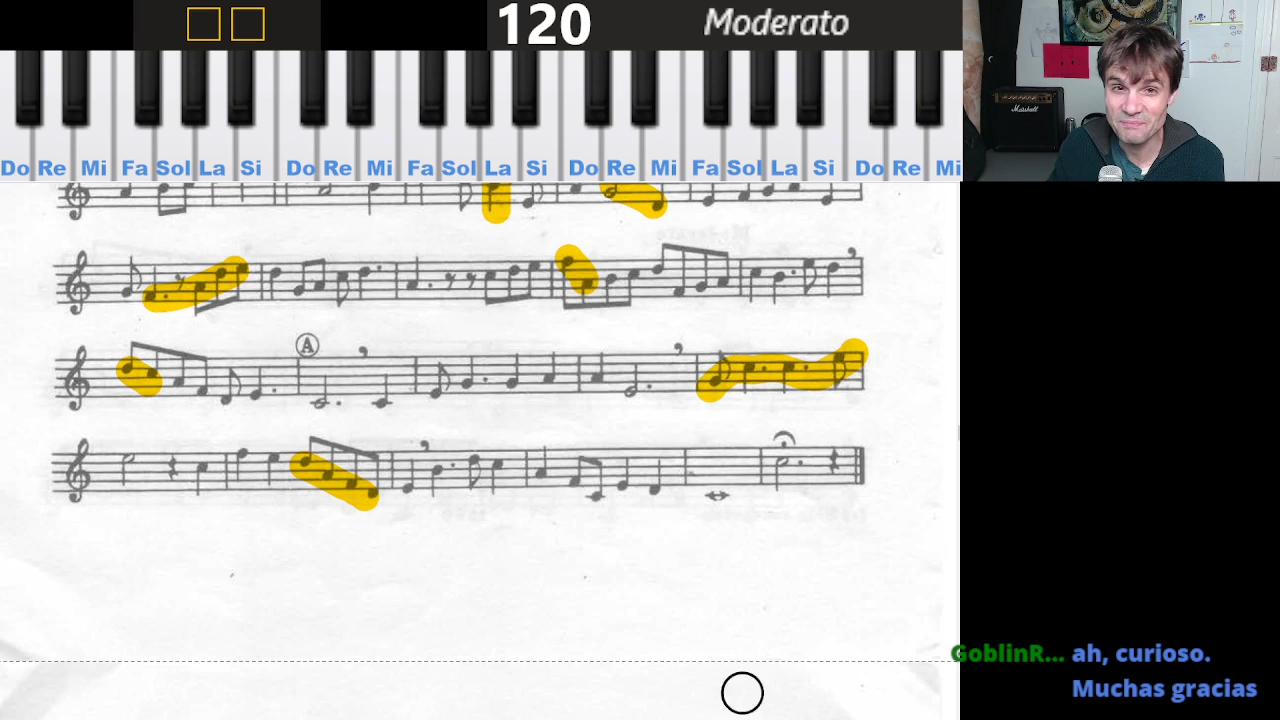 120 Moderato
Do Re Mi Fa Sol La Si Do Re Mi Fa Sol La Si Do Re Mi Fa Sol La Si Do Re Mi
Marshall
A
GoblinR... ah, curioso.
Muchas gracias